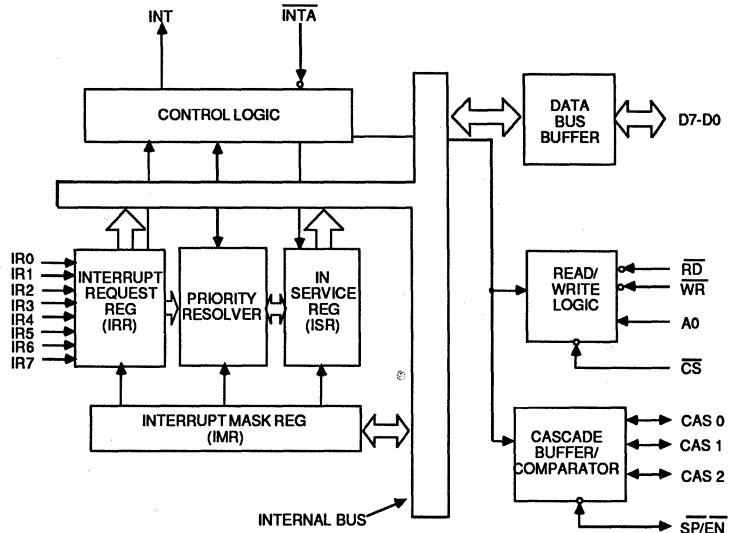 INT
INTA
CONTROL LOGIC
DATA
BUS
BUFFER
D7-D0
IR0
IR1
IR2
IR3
IR4
IR5
IR6
IR7
INTERRUPT
REQUEST
REG
(IRR)
PRIORITY
RESOLVER
IN
SERVICE
REG
(ISR)
READ/
WRITE
LOGIC
RD
WR
A0
CS
INTERRUPT MASK REG
(IMR)
CASCADE
BUFFER/
COMPARATOR
CAS 0
CAS 1
CAS 2
INTERNAL BUS
SP/EN